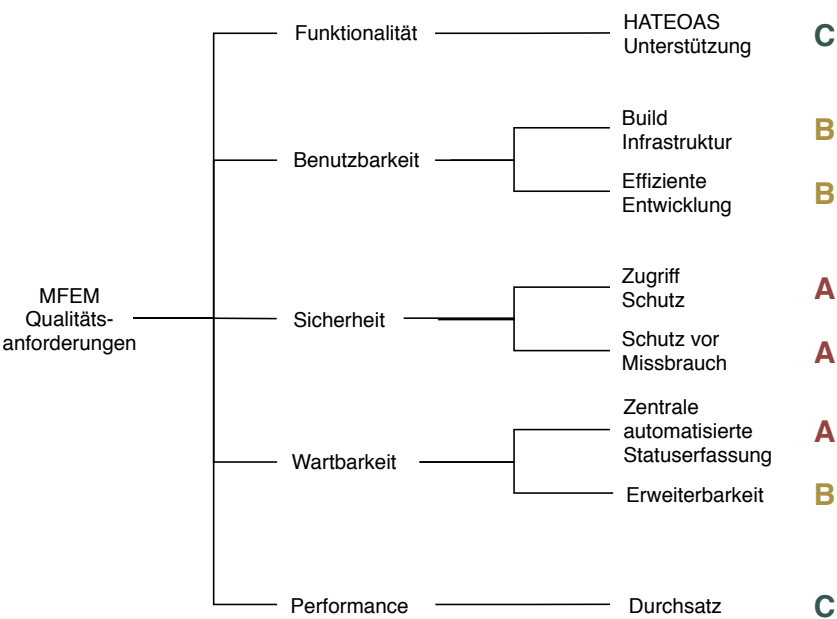 MFEM
Qualitäts-
anforderungen
Funktionalität
HATEOAS
Unterstützung
C
Benutzbarkeit
Build
Infrastruktur
B
Effiziente
Entwicklung
B
Sicherheit
Zugriff
Schutz
A
Schutz vor
Missbrauch
A
Wartbarkeit
Zentrale
automatisierte
Statuserfassung
A
Erweiterbarkeit
B
Performance
Durchsatz
C